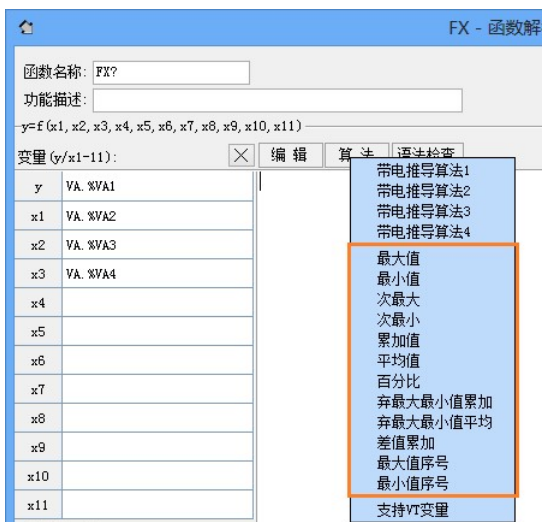 FX - 函数解
函数名称: FX?
功能描述:
y=f(x1, x2, x3, x4, x5, x6, x7, x8, x9, x10, x11)
变量(y/x1-11): 编 辑 算 法 语法检查
y VA.%VA1
x1 VA.%VA2
x2 VA.%VA3
x3 VA.%VA4
x4
x5
x6
x7
x8
x9
x10
x11
带电推导算法1
带电推导算法2
带电推导算法3
带电推导算法4
最大值
最小值
次最大
次最小
累加值
平均值
百分比
弃最大最小值累加
弃最大最小值平均
差值累加
最大值序号
最小值序号
支持VT变量